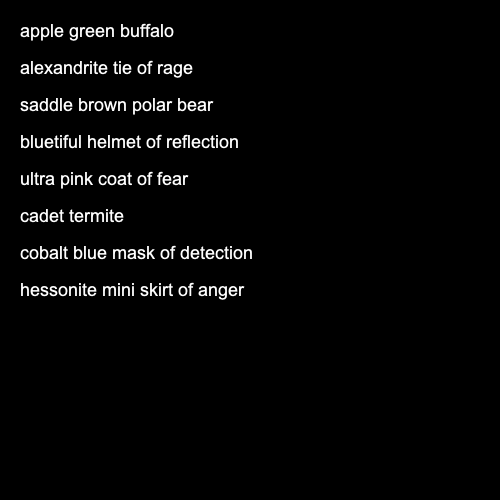 apple green buffalo
alexandrite tie of rage
saddle brown polar bear
bluetiful helmet of reflection
ultra pink coat of fear
cadet termite
cobalt blue mask of detection
hessonite mini skirt of anger